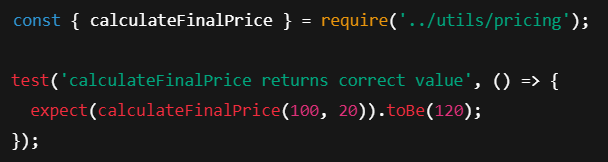 const { calculateFinalPrice } = require('../utils/pricing');
test('calculateFinalPrice returns correct value', () => {
  expect(calculateFinalPrice(100, 20)).toBe(120);
});